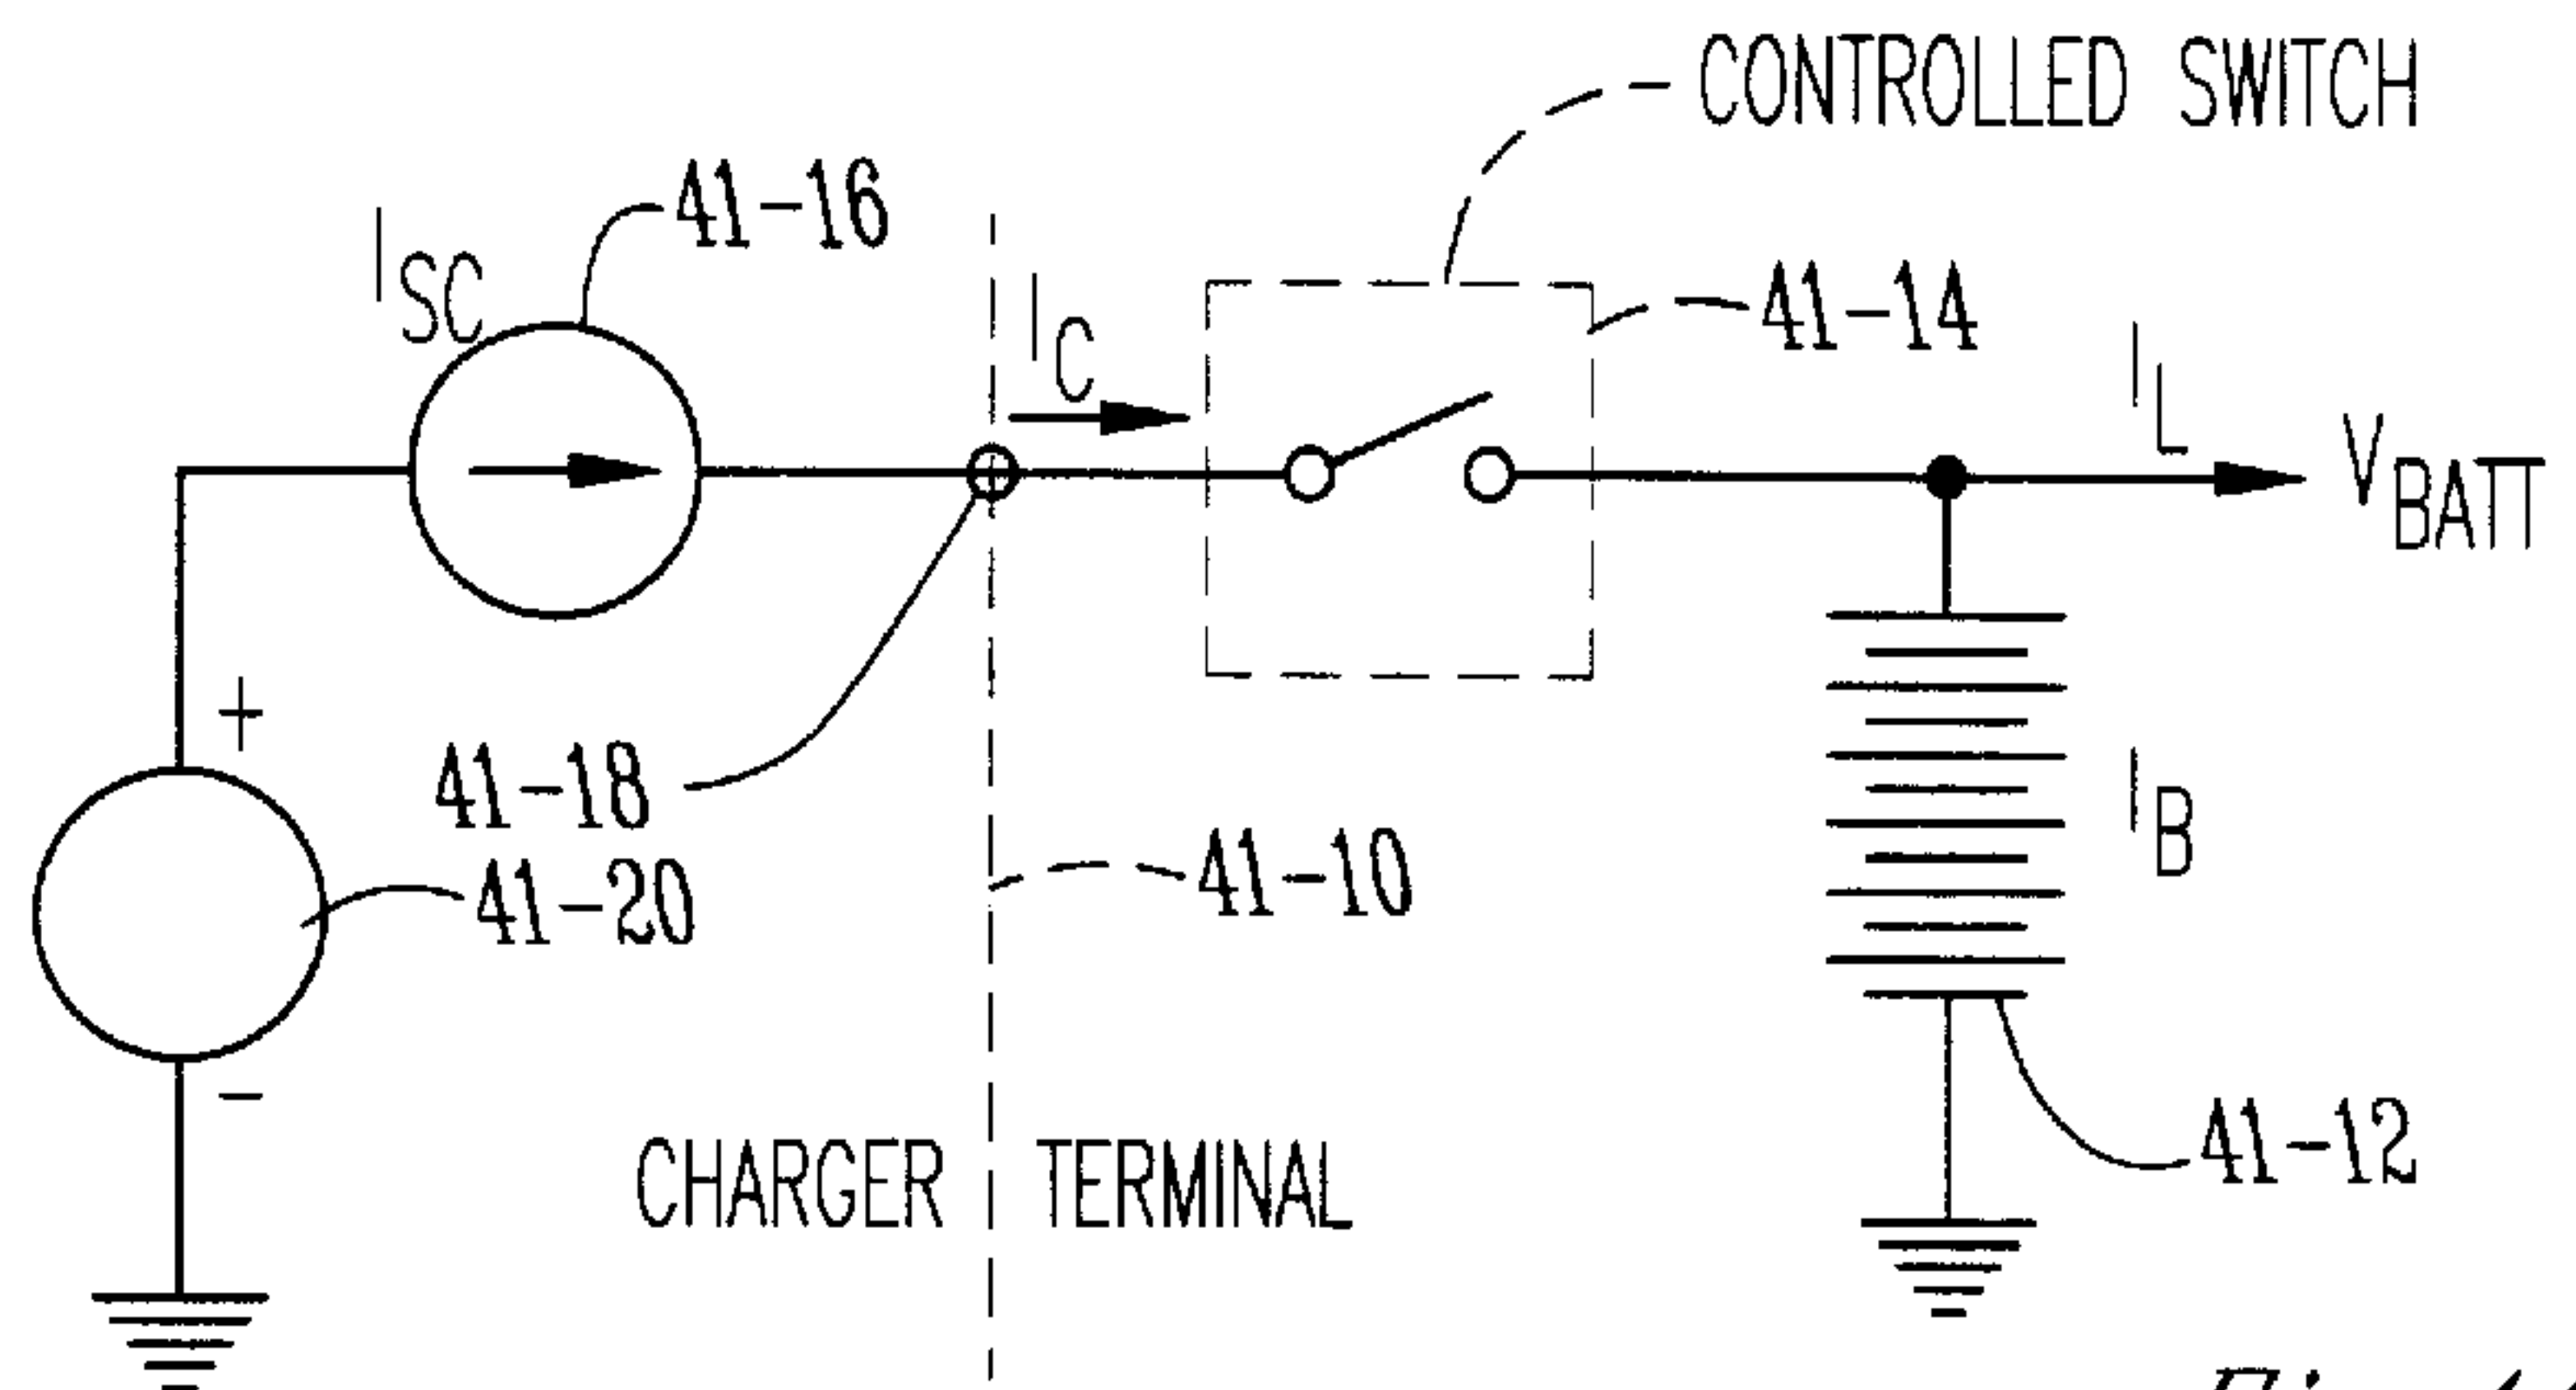 CONTROLLED SWITCH
41-16
ISC
IC
41-14
IL
VBATT
+
41-18
IB
41-20
41-10
-
41-12
CHARGER TERMINAL